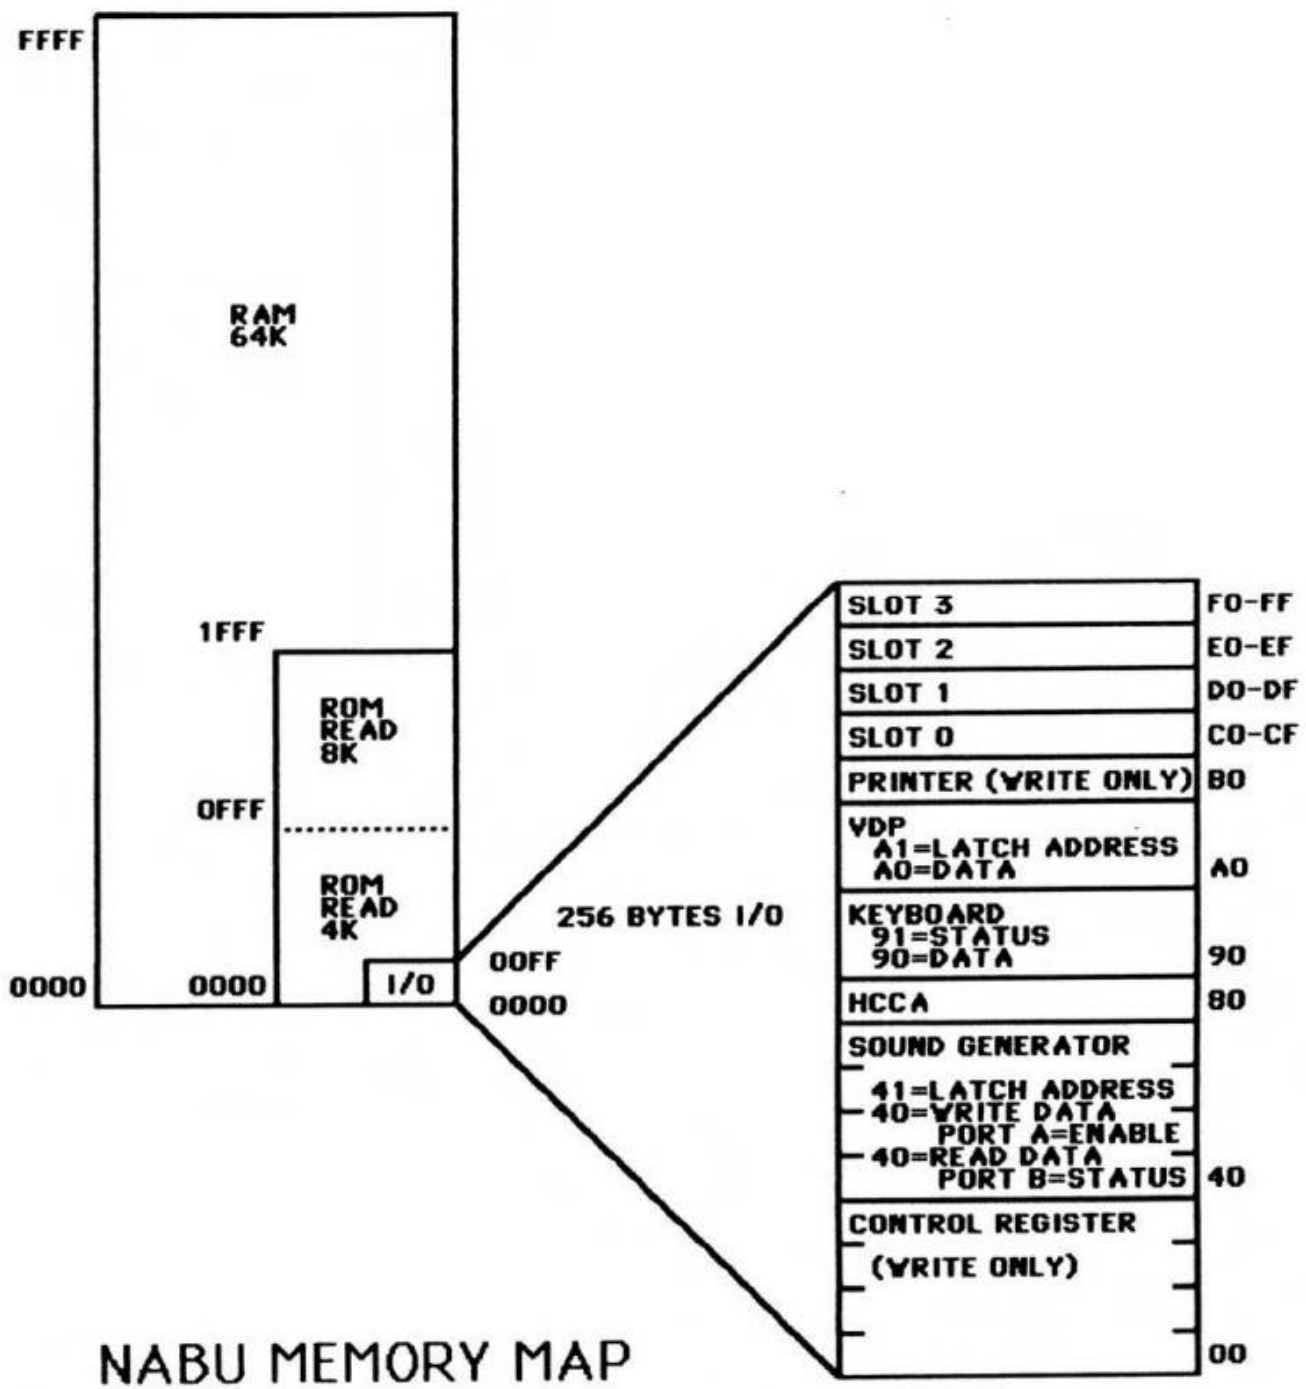 FFFF
RAM
64K
1FFF
ROM
READ
8K
0FFF
ROM
READ
4K
0000
0000
I/O
00FF
0000
256 BYTES I/O
SLOT 3 F0-FF
SLOT 2 E0-EF
SLOT 1 D0-DF
SLOT 0 C0-CF
PRINTER (WRITE ONLY) B0
VDP
A1=LATCH ADDRESS
A0=DATA A0
KEYBOARD
91=STATUS
90=DATA 90
HCCA 80
SOUND GENERATOR
41=LATCH ADDRESS
40=WRITE DATA
PORT A=ENABLE
40=READ DATA
PORT B=STATUS 40
CONTROL REGISTER
(WRITE ONLY)
00
NABU MEMORY MAP